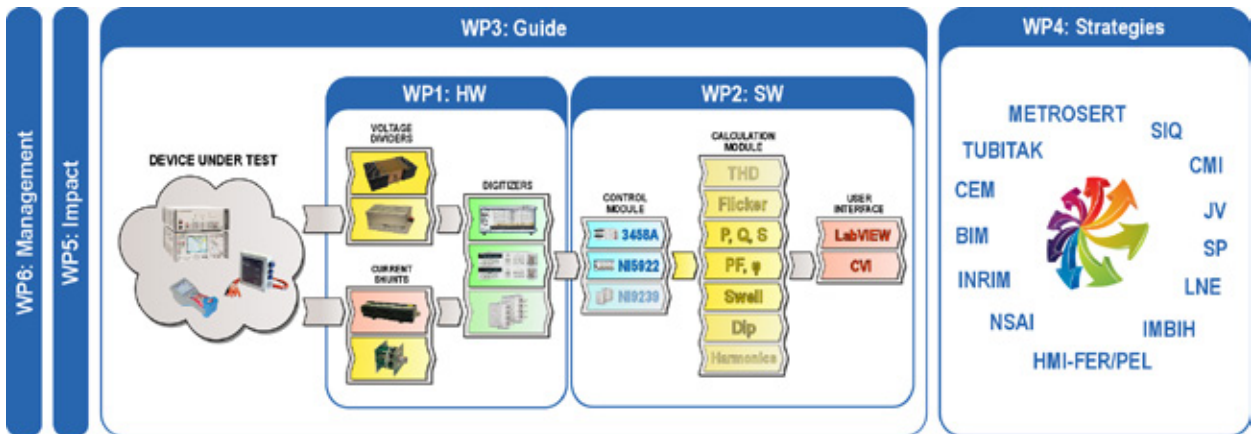 WP6: Management
WP5: Impact
WP3: Guide
DEVICE UNDER TEST
WP1: HW
VOLTAGE
DIVIDERS
CURRENT
SHUNTS
DIGITIZERS
WP2: SW
CONTROL
MODULE
3458A
NI5922
NI9239
CALCULATION
MODULE
THD
Flicker
P, Q, S
PF, φ
Swell
Dip
Harmonics
USER
INTERFACE
LabVIEW
CVI
WP4: Strategies
METROSERT
SIQ
TUBITAK
CMI
CEM
JV
BIM
SP
INRIM
LNE
NSAI
IMBIH
HMI-FER/PEL